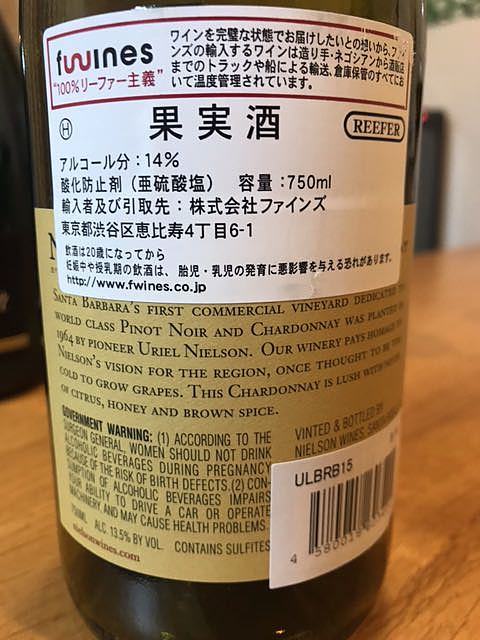 fwines
"100%リーファー主義"
ワインを完璧な状態でお届けしたいとの想いから、ファイ
ンズの輸入するワインは造り手・ネゴシアンから酒販店
までのトラックや船による輸送、倉庫保管のすべてにお
いて温度管理されています。
H
果実酒
REEFER
アルコール分：14%
酸化防止剤（亜硫酸塩） 容量：750ml
輸入者及び引取先：株式会社ファインズ
東京都渋谷区恵比寿4丁目6-1
飲酒は20歳になってから
妊娠中や授乳期の飲酒は、胎児・乳児の発育に悪影響を与える恐れがあります。
http://www.fwines.co.jp
SANTA BARBARA'S FIRST COMMERCIAL VINEYARD DEDICATED TO
WORLD CLASS PINOT NOIR AND CHARDONNAY WAS PLANTED IN
1964 BY PIONEER URIEL NIELSON. OUR WINERY PAYS HOMAGE TO
NIELSON'S VISION FOR THE REGION, ONCE THOUGHT TO BE TOO
COLD TO GROW GRAPES. THIS CHARDONNAY IS LUSH WITH NOTES
OF CITRUS, HONEY AND BROWN SPICE.
GOVERNMENT WARNING: (1) ACCORDING TO THE
SURGEON GENERAL, WOMEN SHOULD NOT DRINK
ALCOHOLIC BEVERAGES DURING PREGNANCY
BECAUSE OF THE RISK OF BIRTH DEFECTS. (2) CON-
SUMPTION OF ALCOHOLIC BEVERAGES IMPAIRS
YOUR ABILITY TO DRIVE A CAR OR OPERATE
MACHINERY, AND MAY CAUSE HEALTH PROBLEMS.
750ML ALC. 13.5% BY VOL. CONTAINS SULFITES
nielsonwines.com
VINTED & BOTTLED BY
NIELSON WINES, SANTA
ULBRB15
4